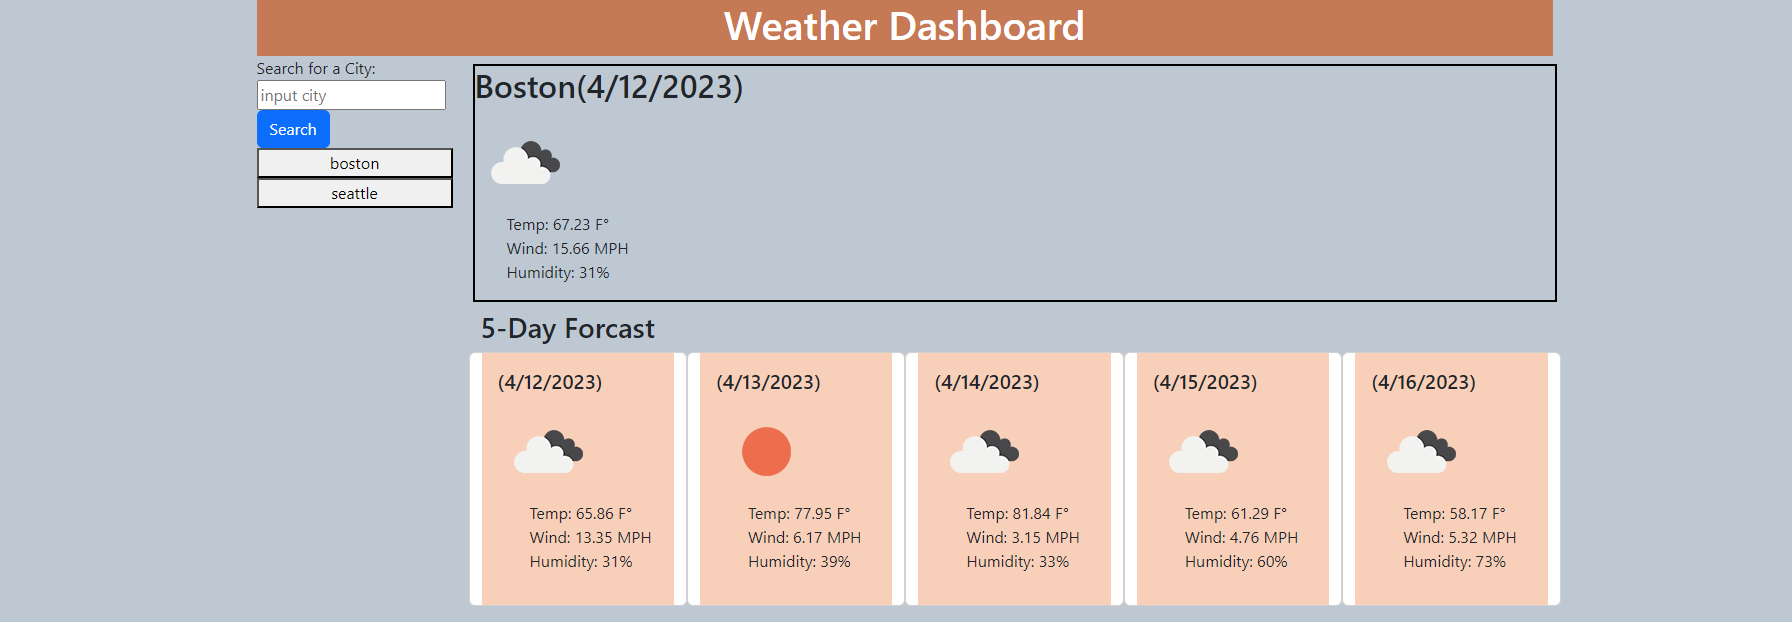 Weather Dashboard
Search for a City:
input city
Search
boston
seattle
Boston(4/12/2023)
Temp: 67.23 F°
Wind: 15.66 MPH
Humidity: 31%
5-Day Forcast
(4/12/2023)
Temp: 65.86 F°
Wind: 13.35 MPH
Humidity: 31%
(4/13/2023)
Temp: 77.95 F°
Wind: 6.17 MPH
Humidity: 39%
(4/14/2023)
Temp: 81.84 F°
Wind: 3.15 MPH
Humidity: 33%
(4/15/2023)
Temp: 61.29 F°
Wind: 4.76 MPH
Humidity: 60%
(4/16/2023)
Temp: 58.17 F°
Wind: 5.32 MPH
Humidity: 73%